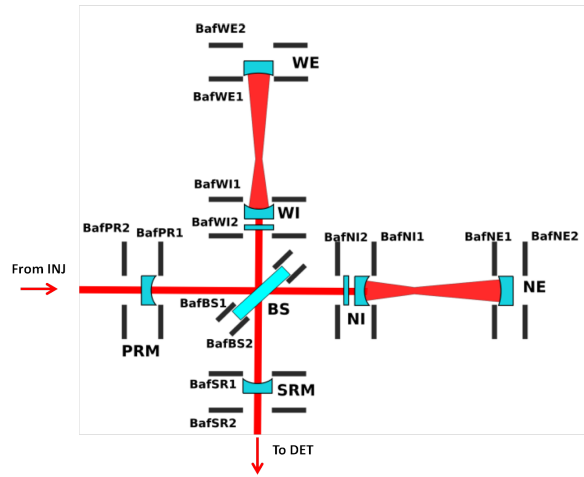 BafWE2
WE
BafWE1
BafWI1
WI
BafWI2
BafPR2
BafPR1
BafNI2
BafNI1
BafNE1
BafNE2
From INJ
BafBS1
BS
NI
NE
BafBS2
PRM
BafSR1
SRM
BafSR2
To DET